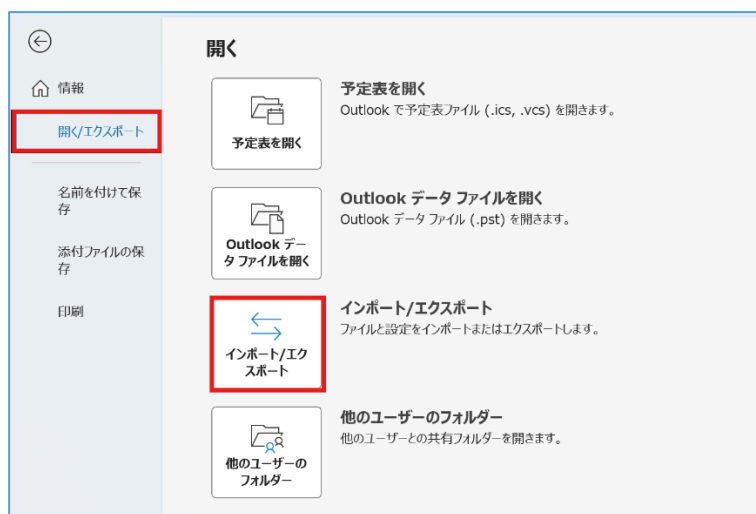 開く
情報
開く/エクスポート
名前を付けて保
存
添付ファイルの保
存
印刷
予定表を開く
予定表を開く
Outlook で予定表ファイル (.ics, .vcs) を開きます。
Outlook デー
タ ファイルを開く
Outlook データ ファイルを開く
Outlook データ ファイル (.pst) を開きます。
インポート/エク
スポート
インポート/エクスポート
ファイルと設定をインポートまたはエクスポートします。
他のユーザーの
フォルダー
他のユーザーのフォルダー
他のユーザーとの共有フォルダーを開きます。